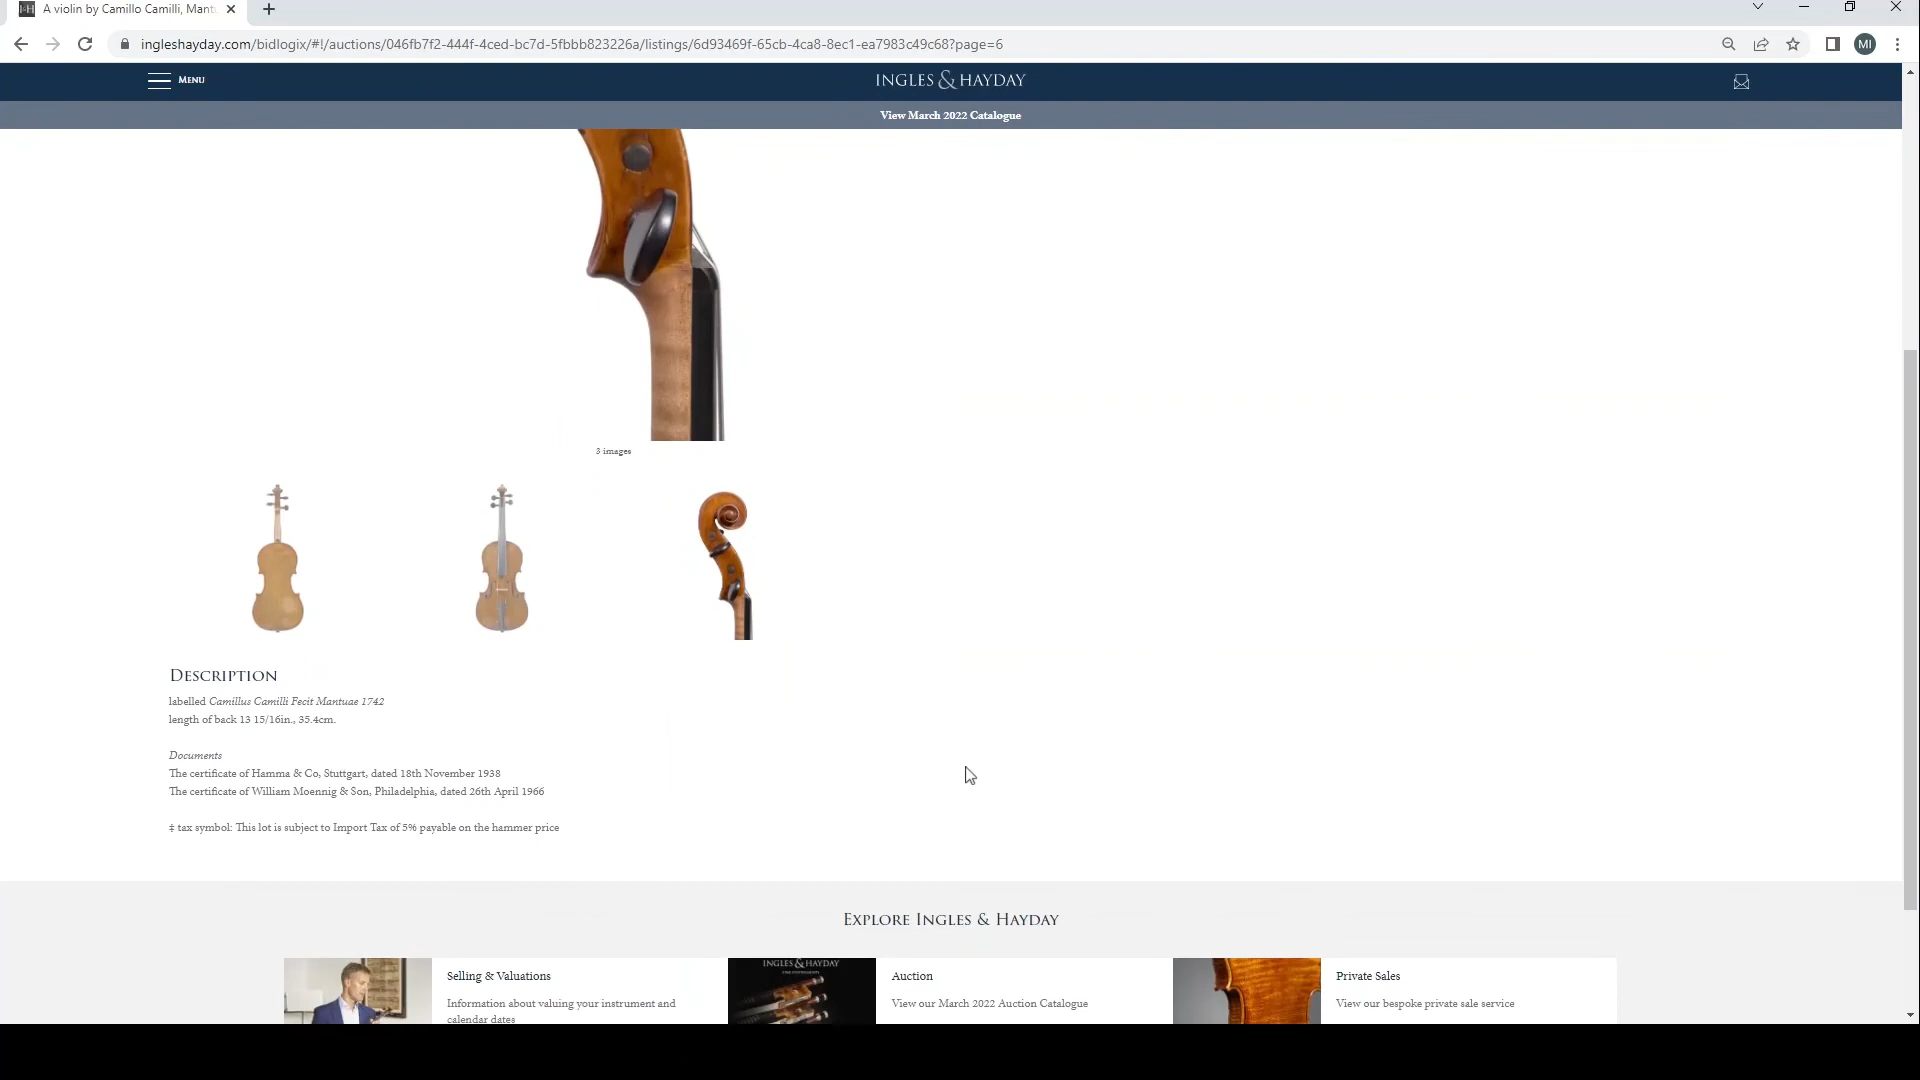 A violin by Camillo Camilli, Mantu
ingleshayday.com/bidlogix/#!/auctions/046fb7f2-444f-4ced-bc7d-5fbbb823226a/listings/6d93469f-65cb-4ca8-8ec1-ea7983c49c68?page=6
MI
MENU
INGLES & HAYDAY
View March 2022 Catalogue
3 images
DESCRIPTION
labelled Camillus Camilli Fecit Mantuae 1742
length of back 13 15/16in., 35.4cm.
Documents
The certificate of Hamma & Co, Stuttgart, dated 18th November 1938
The certificate of William Moennig & Son, Philadelphia, dated 26th April 1966
‡ tax symbol: This lot is subject to Import Tax of 5% payable on the hammer price
EXPLORE INGLES & HAYDAY
Selling & Valuations
Information about valuing your instrument and
calendar dates
INGLES & HAYDAY
Auction
View our March 2022 Auction Catalogue
Private Sales
View our bespoke private sale service